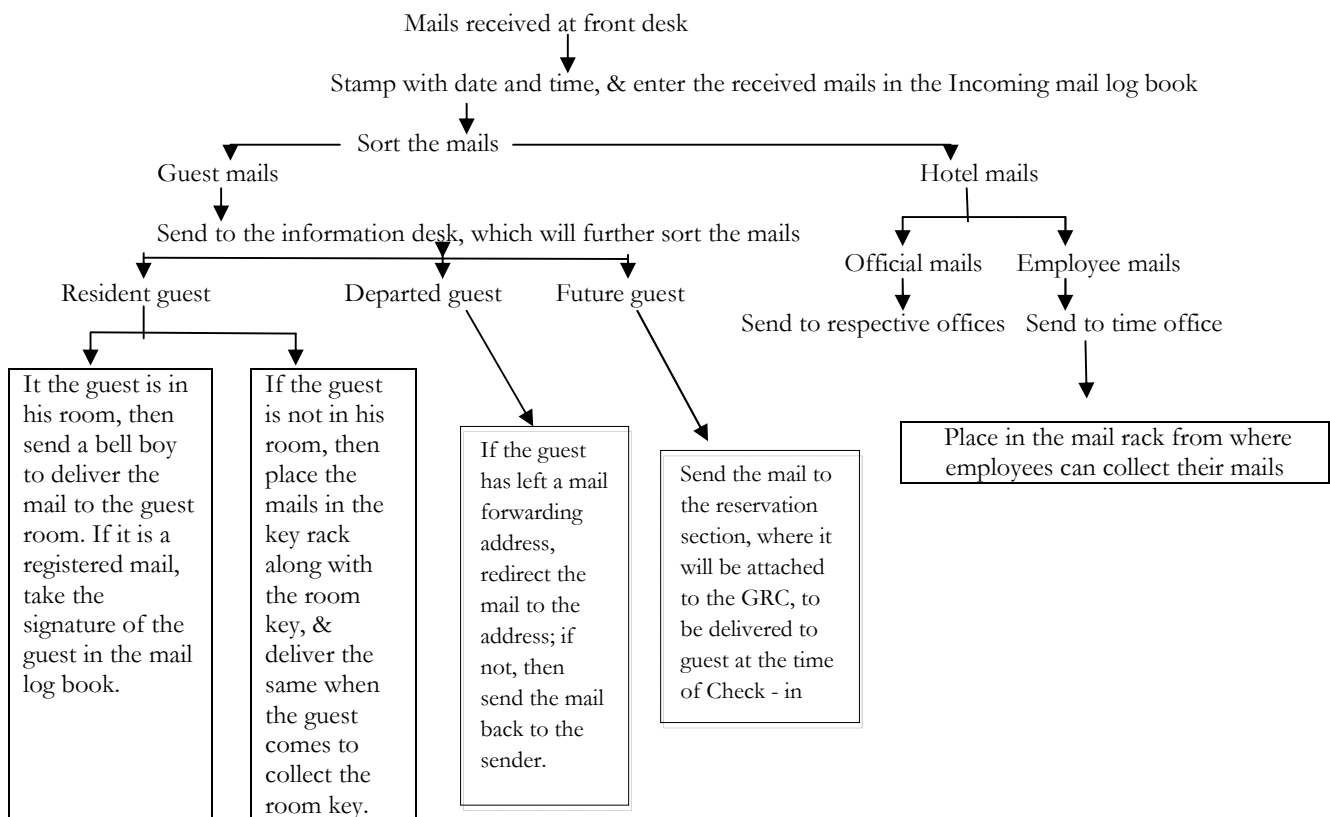 Mails received at front desk
Stamp with date and time, & enter the received mails in the Incoming mail log book
Sort the mails
Guest mails
Hotel mails
Send to the information desk, which will further sort the mails
Official mails
Employee mails
Resident guest
Departed guest
Future guest
Send to respective offices
Send to time office
It the guest is in
his room, then
send a bell boy
to deliver the
mail to the guest
room. If it is a
registered mail,
take the
signature of the
guest in the mail
log book.
If the guest
is not in his
room, then
place the
mails in the
key rack
along with
the room
key, &
deliver the
same when
the guest
comes to
collect the
room key.
If the guest
has left a mail
forwarding
address,
redirect the
mail to the
address; if
not, then
send the mail
back to the
sender.
Send the mail to
the reservation
section, where it
will be attached
to the GRC, to
be delivered to
guest at the time
of Check - in
Place in the mail rack from where
employees can collect their mails